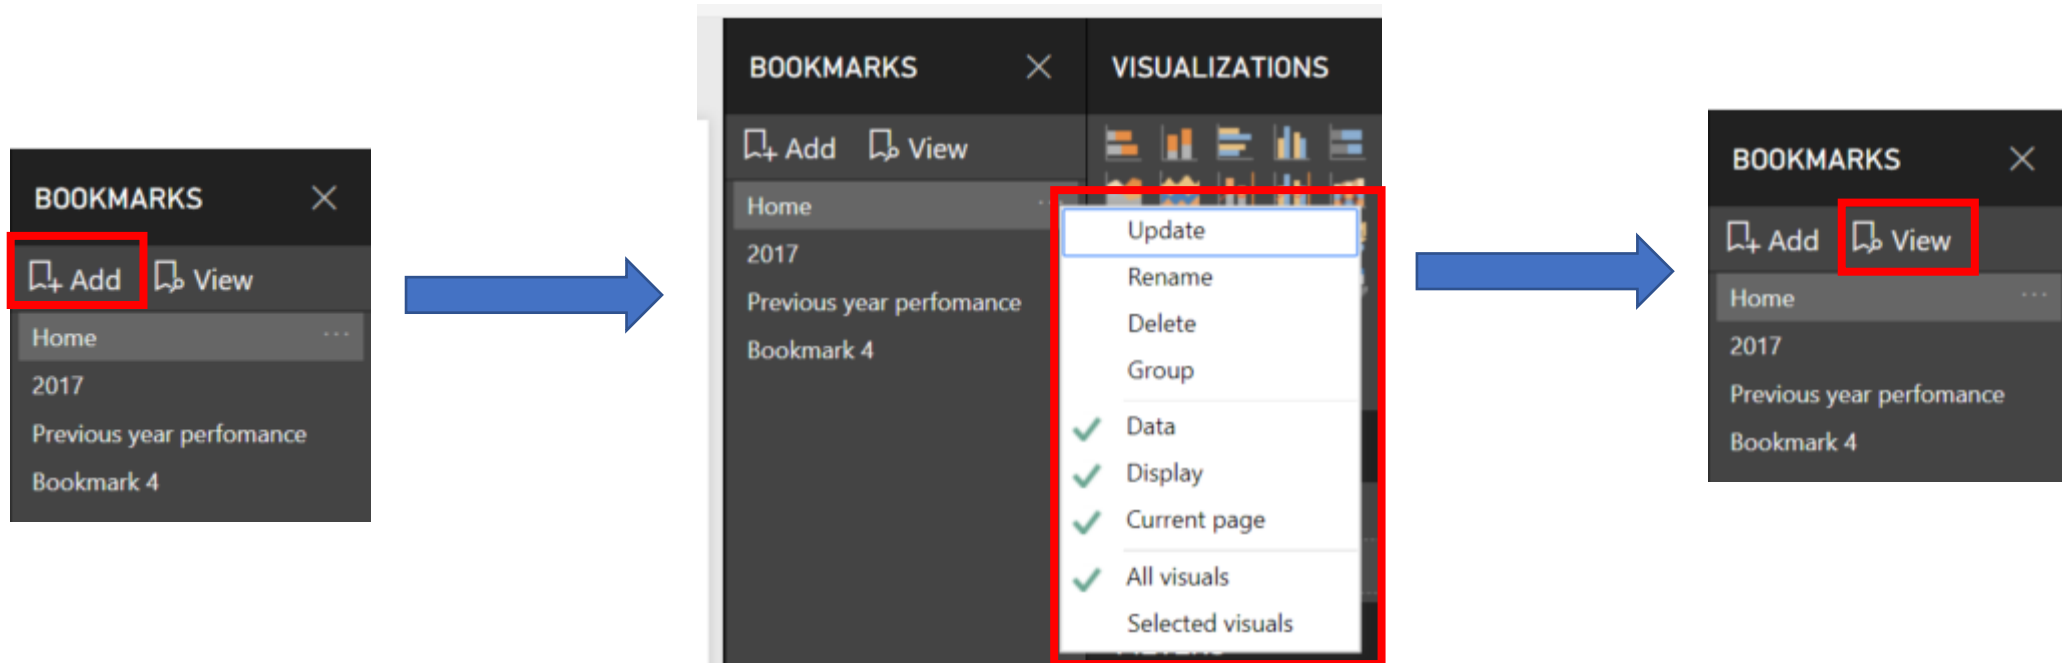 BOOKMARKS
Add View
Home
2017
Previous year perfomance
Bookmark 4
BOOKMARKS
Add View
Home
2017
Previous year perfomance
Bookmark 4
VISUALIZATIONS
Update
Rename
Delete
Group
Data
Display
Current page
All visuals
Selected visuals
BOOKMARKS
Add View
Home
2017
Previous year perfomance
Bookmark 4